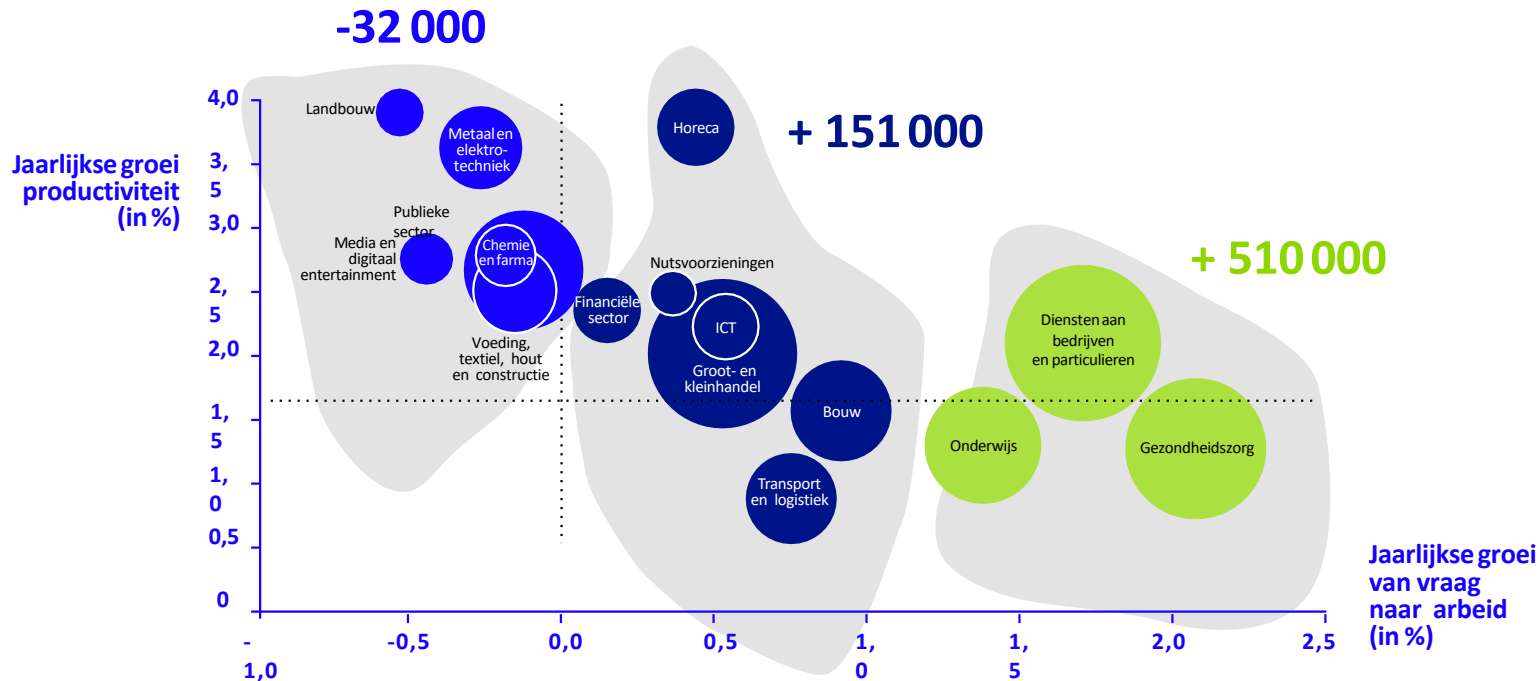 -32 000
4,0
Landbouw
Metaal en
elektro-
techniek
Horeca
+ 151 000
Jaarlijkse groei
productiviteit
(in %)
3,
5
3,0
Publieke
sector
Media en
digitaal
entertainment
Chemie
en farma
Nutsvoorzieningen
+ 510 000
2,
5
Financiële
sector
ICT
Diensten aan
bedrijven
en particulieren
2,0
Voeding,
textiel, hout
en constructie
Groot- en
kleinhandel
1,
5
Bouw
Onderwijs
Gezondheidszorg
1,
0
Transport
en logistiek
0,5
0
Jaarlijkse groei
van vraag
naar arbeid
(in %)
-
1,0
-0,5
0,0
0,5
1,
0
1,
5
2,0
2,5